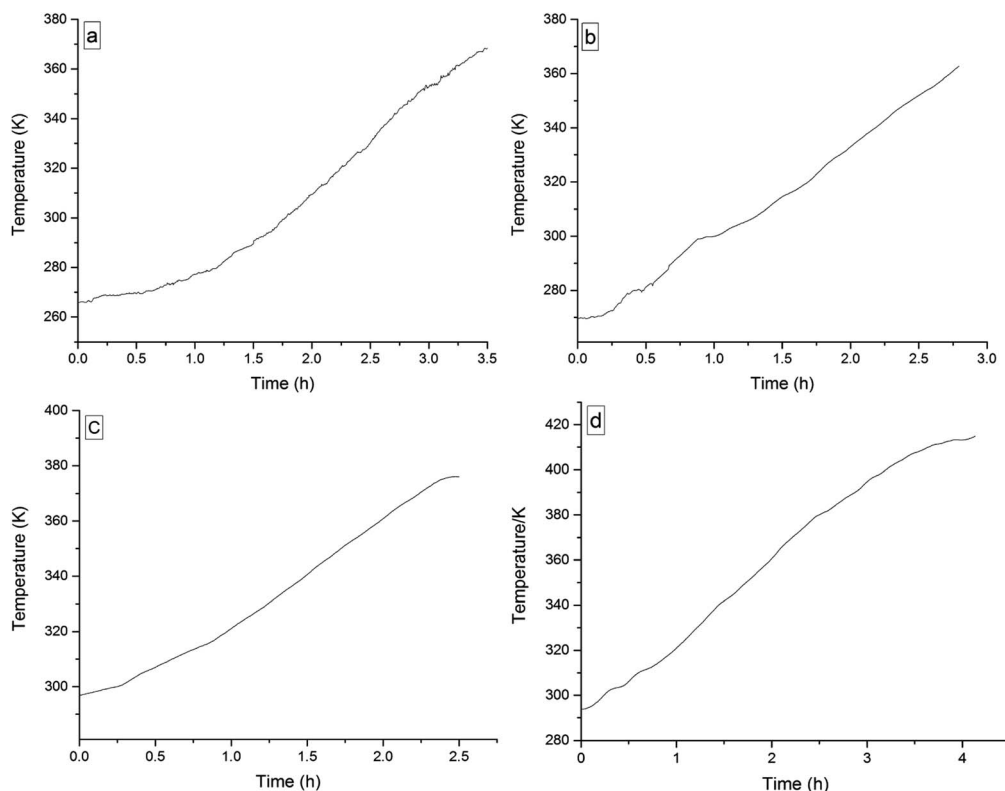 a
380
360
340
320
300
280
260
Temperature (K)
0.0 0.5 1.0 1.5 2.0 2.5 3.0 3.5
Time (h)
b
380
360
340
320
300
280
Temperature (K)
0.0 0.5 1.0 1.5 2.0 2.5 3.0
Time (h)
c
400
380
360
340
320
300
Temperature (K)
0.0 0.5 1.0 1.5 2.0 2.5
Time (h)
d
420
400
380
360
340
320
300
280
Temperature/K
0 1 2 3 4
Time (h)